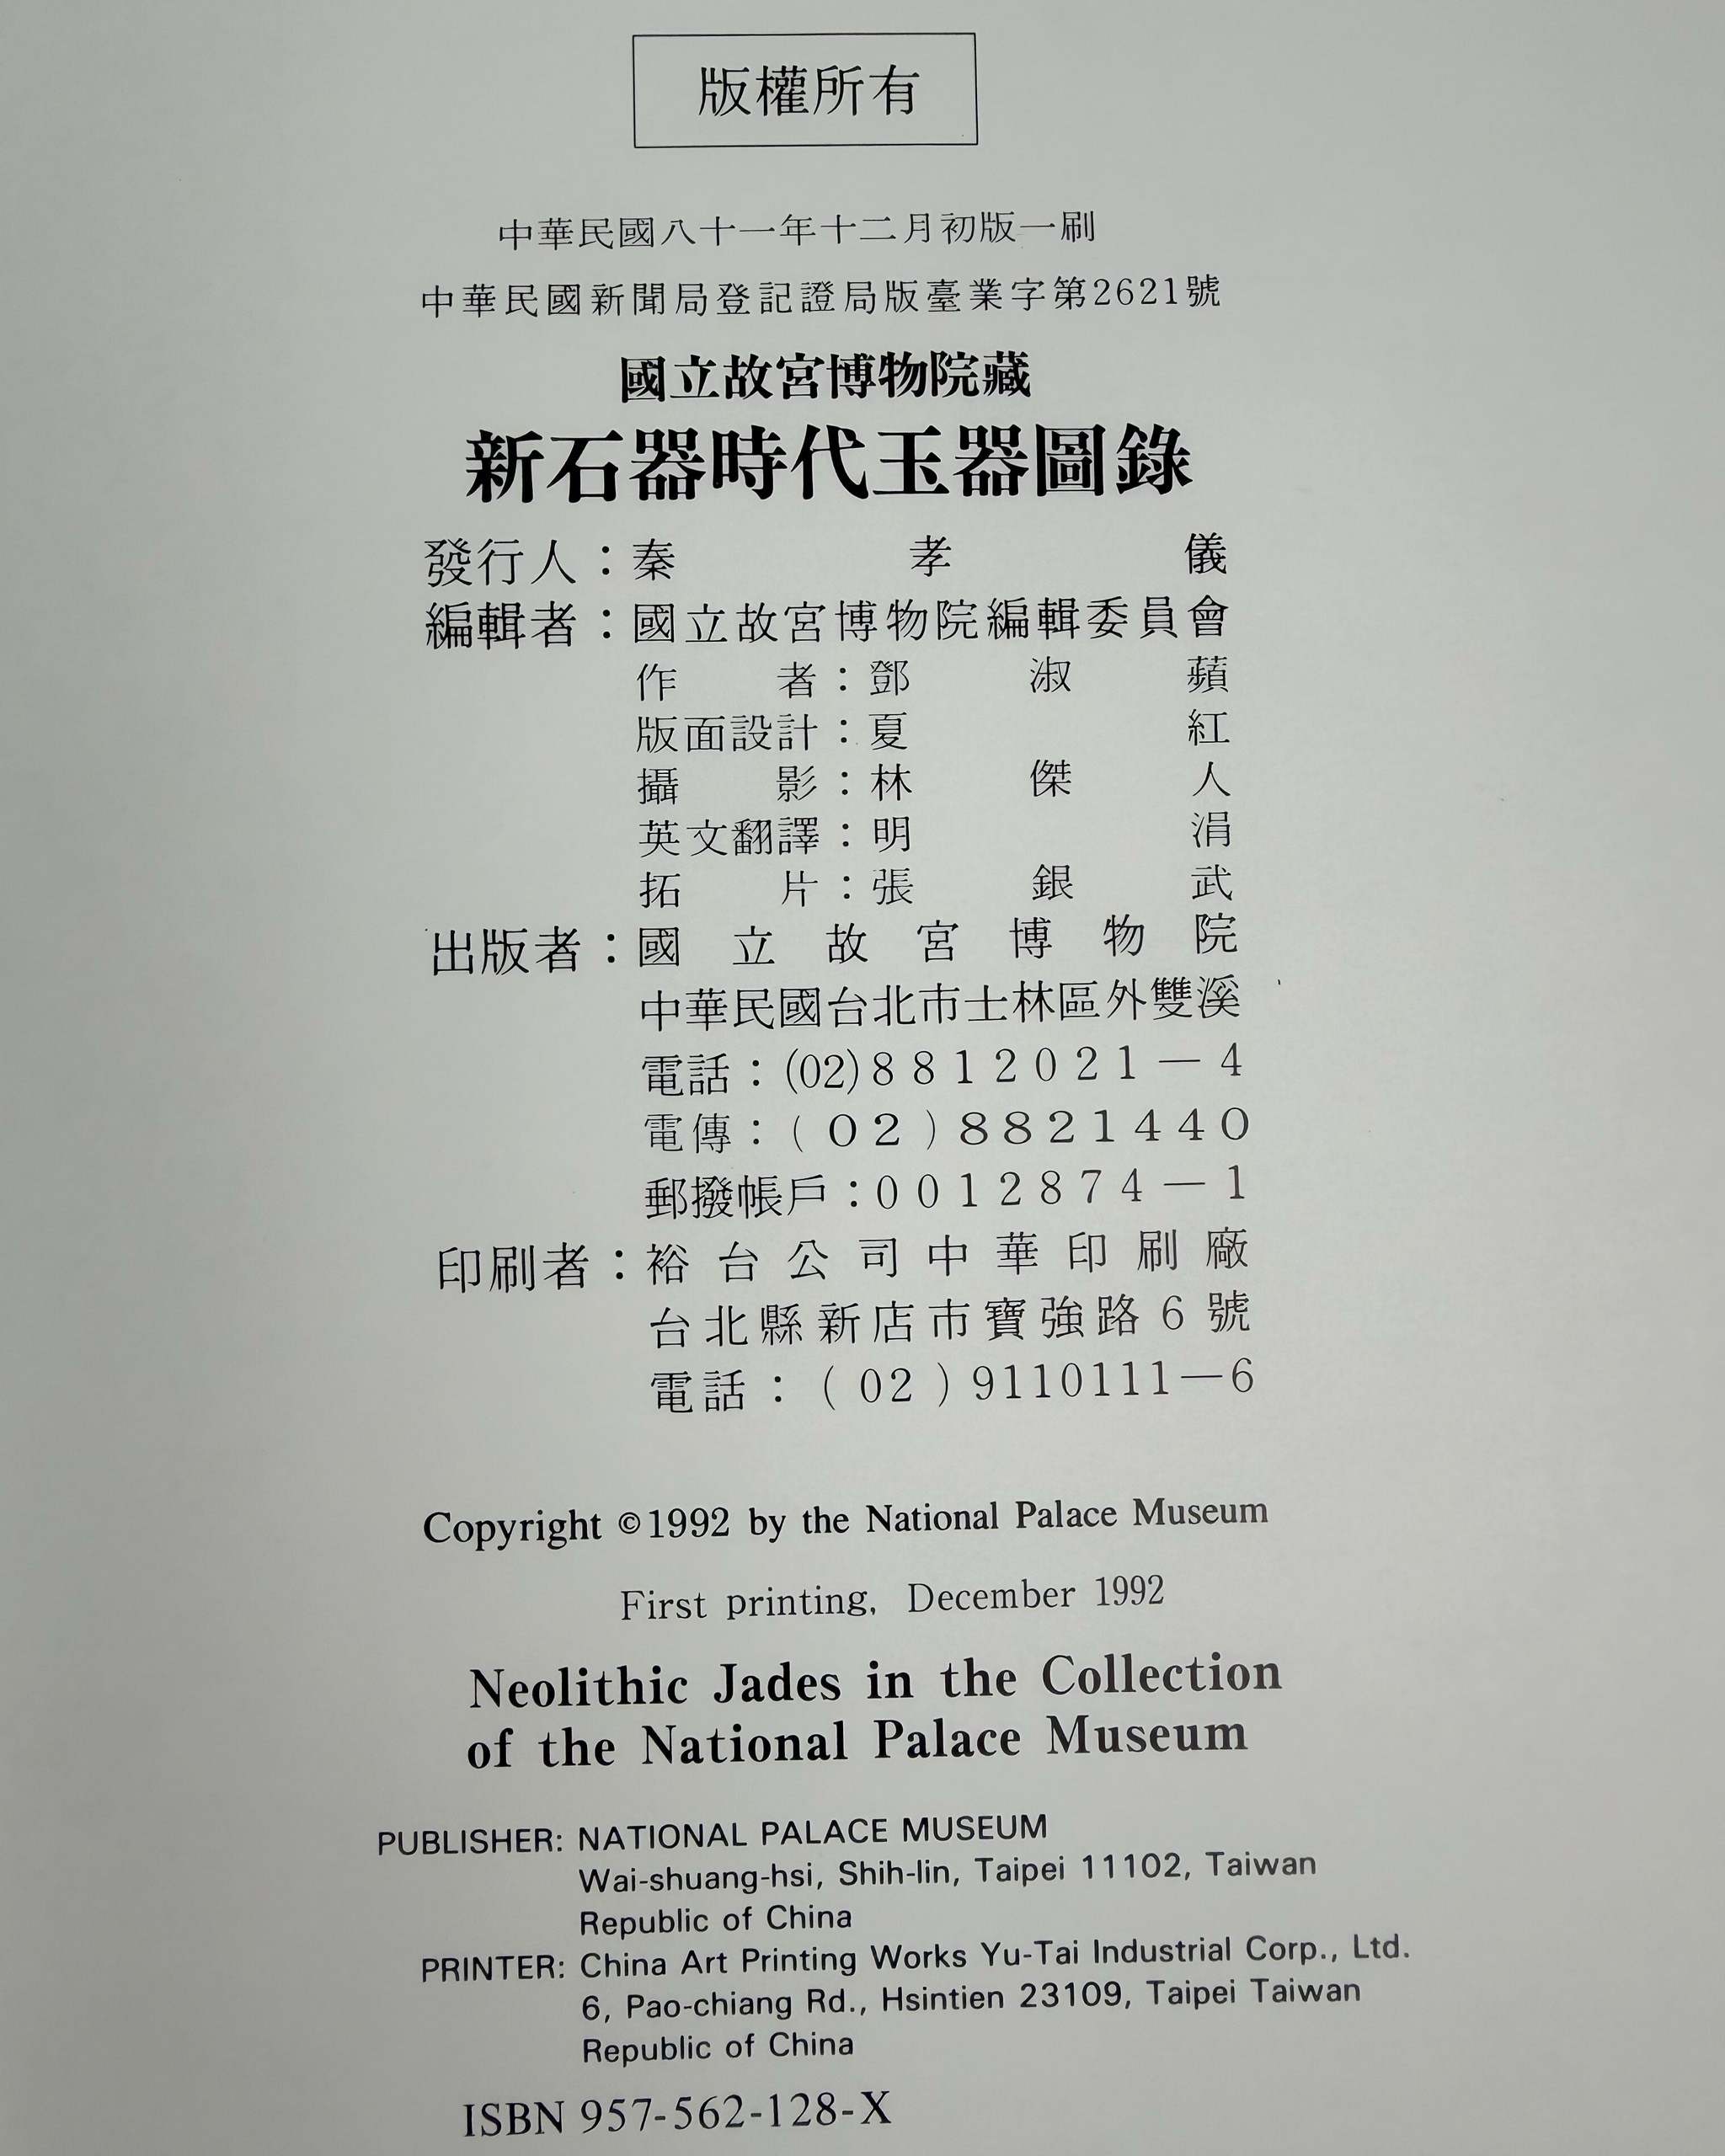 版權所有
中華民國八十一年十二月初版一刷
中華民國新聞局登記證局版臺業字第2621號
國立故宮博物院藏
新石器時代玉器圖錄
發行人：秦孝儀
編輯者：國立故宮博物院編輯委員會
作者：鄧淑蘋
版面設計：夏紅
攝影：林傑人
英文翻譯：明涓
拓片：張銀武
出版者：國立故宮博物院
中華民國台北市士林區外雙溪
電話：(02)8812021－4
電傳：(02)8821440
郵撥帳戶：0012874－1
印刷者：裕台公司中華印刷廠
台北縣新店市寶強路6號
電話：(02)9110111－6
Copyright ©1992 by the National Palace Museum
First printing, December 1992
Neolithic Jades in the Collection
of the National Palace Museum
PUBLISHER: NATIONAL PALACE MUSEUM
Wai-shuang-hsi, Shih-lin, Taipei 11102, Taiwan
Republic of China
PRINTER: China Art Printing Works Yu-Tai Industrial Corp., Ltd.
6, Pao-chiang Rd., Hsintien 23109, Taipei Taiwan
Republic of China
ISBN 957-562-128-X